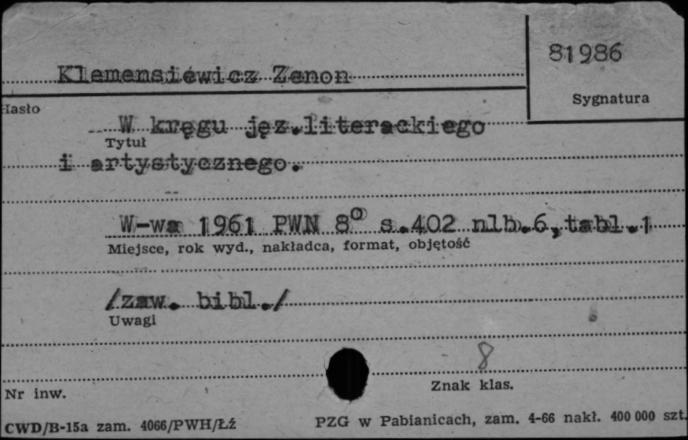 81986
Klemensiewicz Zenon
Sygnatura
Hasło
W kręgu jęz.literackiego
Tytuł
i artystycznego.
W-wa 1961 PWN 8° s.402 nlb.6,tabl.1
Miejsce, rok wyd., nakładca, format, objętość
/zaw. bibl./
Uwagi
8
Nr inw.
Znak klas.
CWD/B-15a zam. 4066/PWH/Łź
PZG w Pabianicach, zam. 4-66 nakł. 400 000 szt.